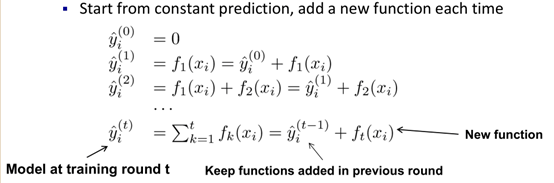 ▪ Start from constant prediction, add a new function each time
ŷ_i^(0) = 0
ŷ_i^(1) = f_1(x_i) = ŷ_i^(0) + f_1(x_i)
ŷ_i^(2) = f_1(x_i) + f_2(x_i) = ŷ_i^(1) + f_2(x_i)
...
ŷ_i^(t) = ∑_{k=1}^t f_k(x_i) = ŷ_i^(t−1) + f_t(x_i) New function
Model at training round t Keep functions added in previous round